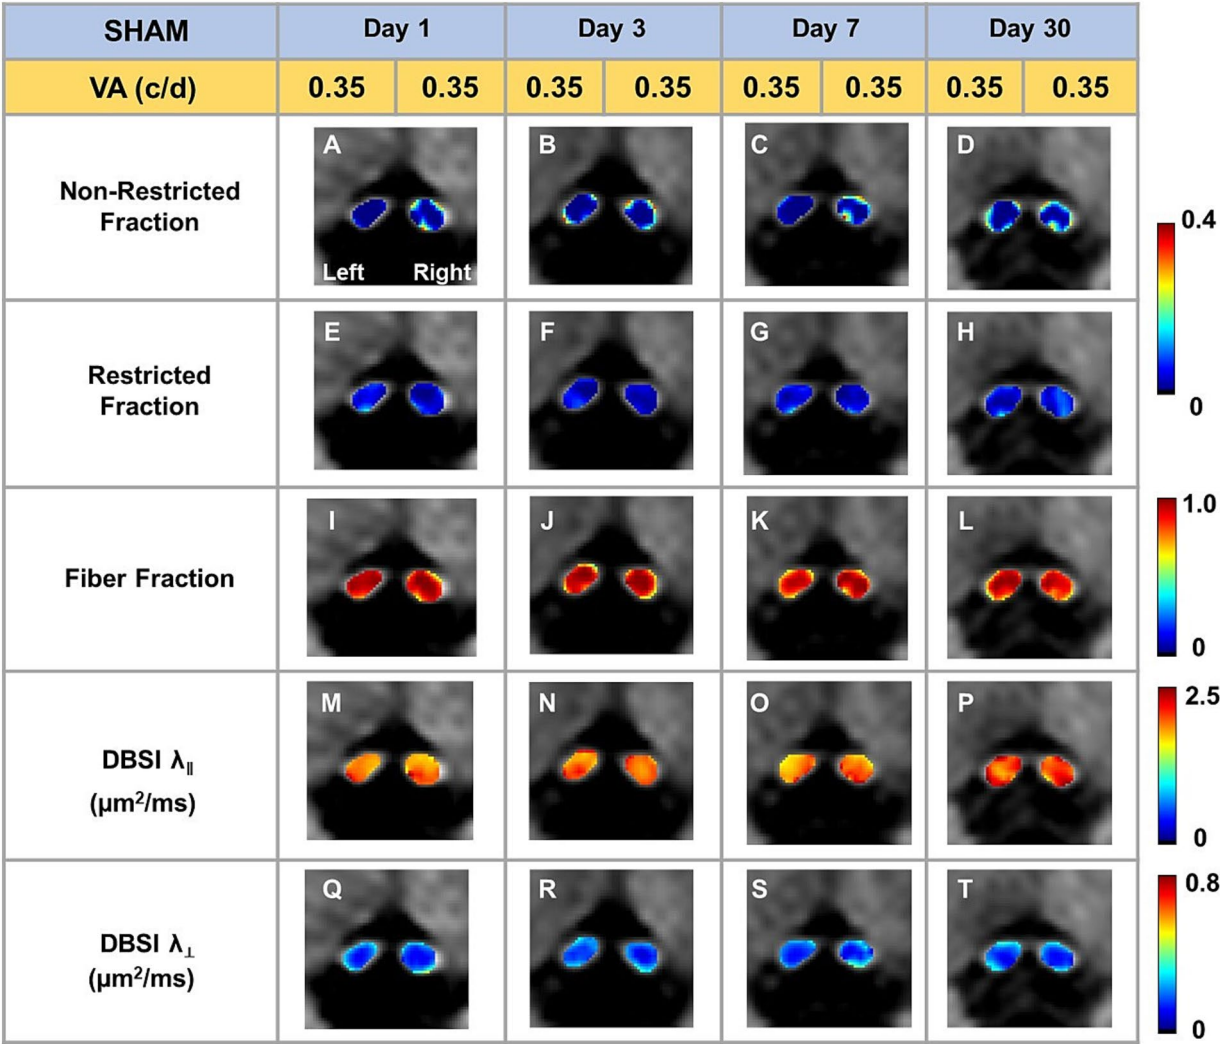 SHAM Day 1 Day 3 Day 7 Day 30
VA (c/d) 0.35 0.35 0.35 0.35 0.35 0.35 0.35 0.35
Non-Restricted
Fraction
A B C D
Left Right
0.4
0
Restricted
Fraction
E F G H
Fiber Fraction
I J K L
1.0
0
DBSI λ∥
(µm²/ms)
M N O P
2.5
0
DBSI λ⊥
(µm²/ms)
Q R S T
0.8
0